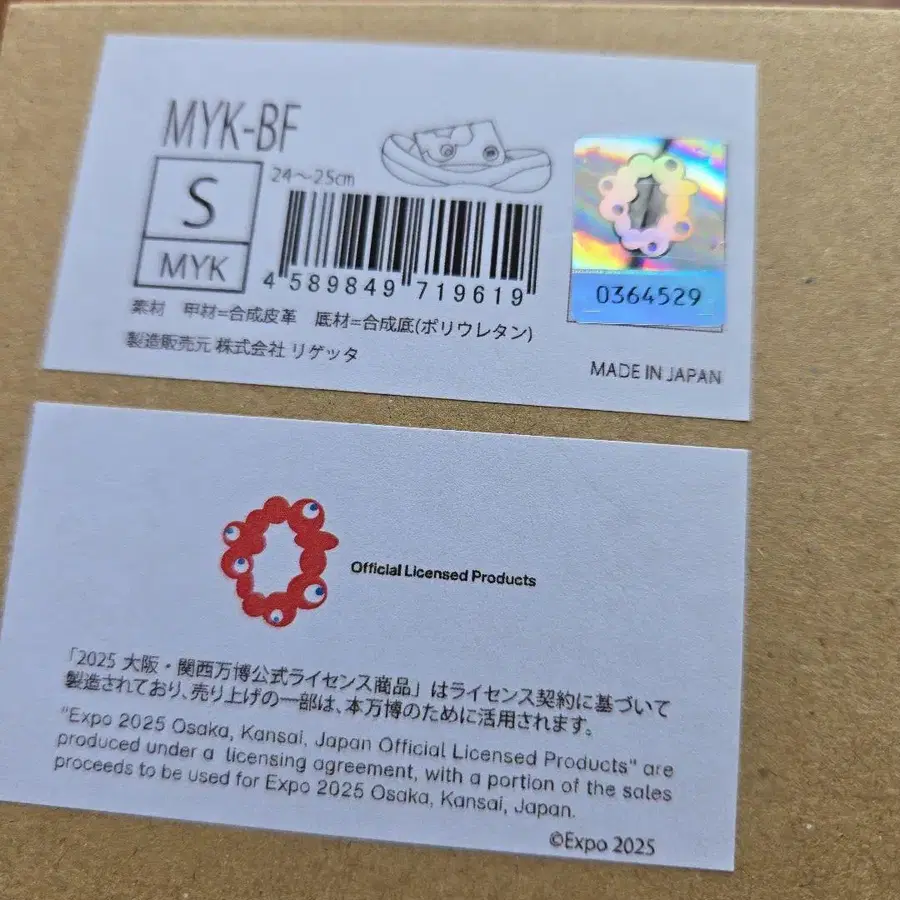 MYK-BF
S
MYK
24～25cm
4 589849 719619
0364529
素材　甲材=合成皮革　底材=合成底(ポリウレタン)
製造販売元 株式会社 リゲッタ
MADE IN JAPAN
Official Licensed Products
「2025 大阪・関西万博公式ライセンス商品」はライセンス契約に基づいて
製造されており、売り上げの一部は、本万博のために活用されます。
"Expo 2025 Osaka, Kansai, Japan Official Licensed Products" are
produced under a licensing agreement, with a portion of the sales
proceeds to be used for Expo 2025 Osaka, Kansai, Japan.
©Expo 2025